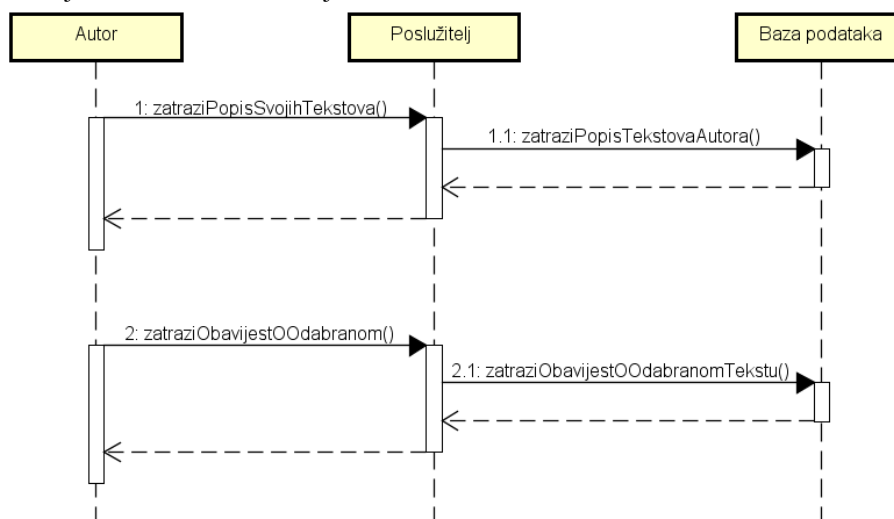 Autor
Poslužitelj
Baza podataka
1: zatraziPopisSvojihTekstova()
1.1: zatraziPopisTekstovaAutora()
2: zatraziObavijestOOdabranom()
2.1: zatraziObavijestOOdabranomTekstu()